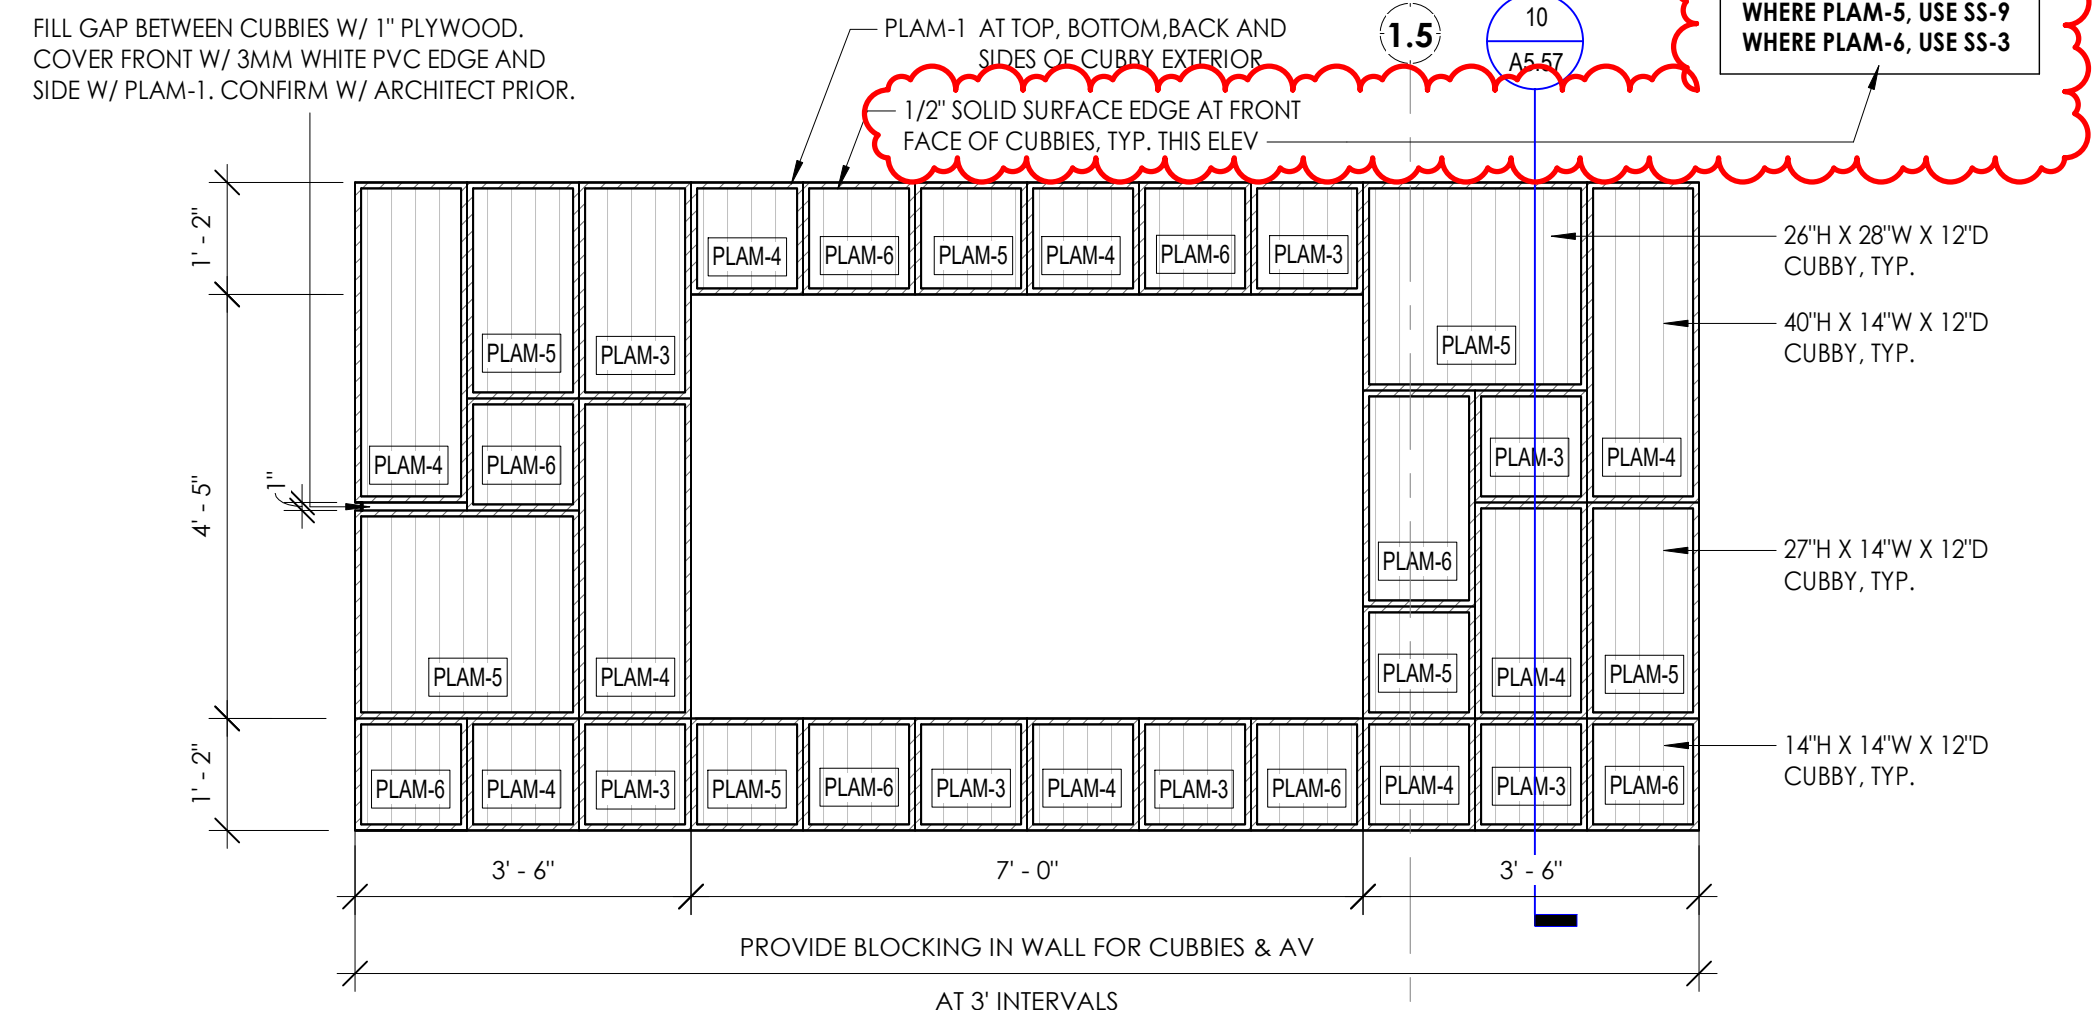 FILL GAP BETWEEN CUBBIES W/ 1" PLYWOOD.
COVER FRONT W/ 3MM WHITE PVC EDGE AND
SIDE W/ PLAM-1. CONFIRM W/ ARCHITECT PRIOR.
PLAM-1 AT TOP, BOTTOM,BACK AND
SIDES OF CUBBY EXTERIOR
1.5
10
A5.57
WHERE PLAM-5, USE SS-9
WHERE PLAM-6, USE SS-3
1/2" SOLID SURFACE EDGE AT FRONT
FACE OF CUBBIES, TYP. THIS ELEV
1' - 2"
4' - 5"
1"
1' - 2"
PLAM-4
PLAM-6
PLAM-5
PLAM-4
PLAM-6
PLAM-3
PLAM-5
PLAM-3
PLAM-5
PLAM-4
PLAM-6
PLAM-3
PLAM-4
PLAM-6
PLAM-5
PLAM-4
PLAM-5
PLAM-4
PLAM-5
PLAM-6
PLAM-4
PLAM-3
PLAM-5
PLAM-6
PLAM-3
PLAM-4
PLAM-3
PLAM-6
PLAM-4
PLAM-3
PLAM-6
26"H X 28"W X 12"D
CUBBY, TYP.
40"H X 14"W X 12"D
CUBBY, TYP.
27"H X 14"W X 12"D
CUBBY, TYP.
14"H X 14"W X 12"D
CUBBY, TYP.
3' - 6"
7' - 0"
3' - 6"
PROVIDE BLOCKING IN WALL FOR CUBBIES & AV
AT 3' INTERVALS